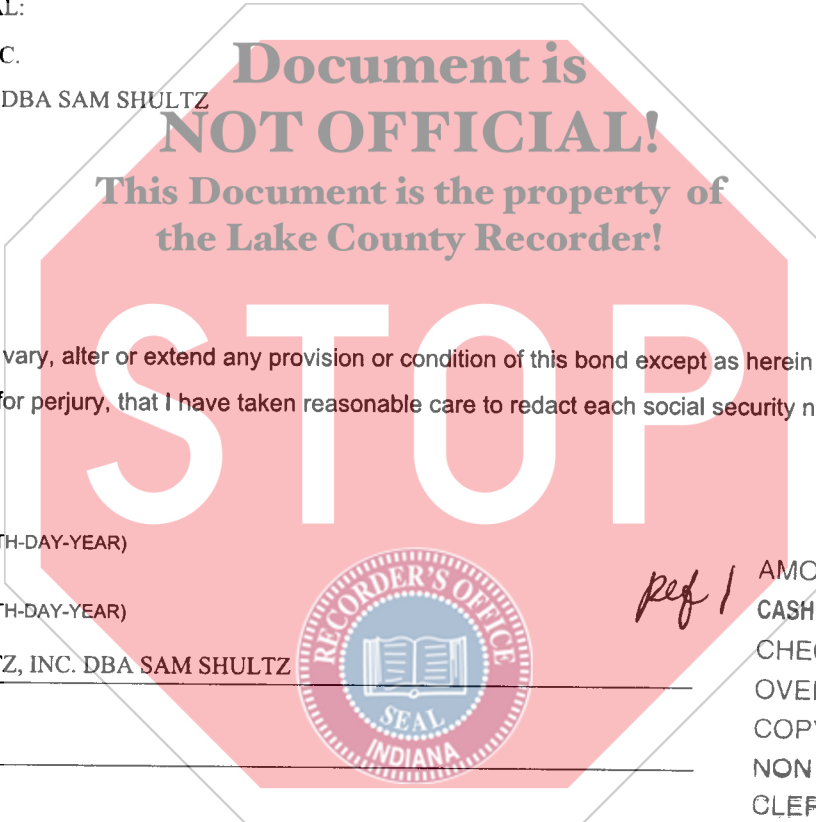 AL:
C.
DBA SAM SHULTZ
Document is
NOT OFFICIAL!
This Document is the property of
the Lake County Recorder!
STOP
vary, alter or extend any provision or condition of this bond except as herein
for perjury, that I have taken reasonable care to redact each social security n
TH-DAY-YEAR)
TH-DAY-YEAR)
TZ, INC. DBA SAM SHULTZ
RECORDER'S OFFICE
SEAL
INDIANA
AMO
CASH
CHEC
OVE
COPY
NON
CLER